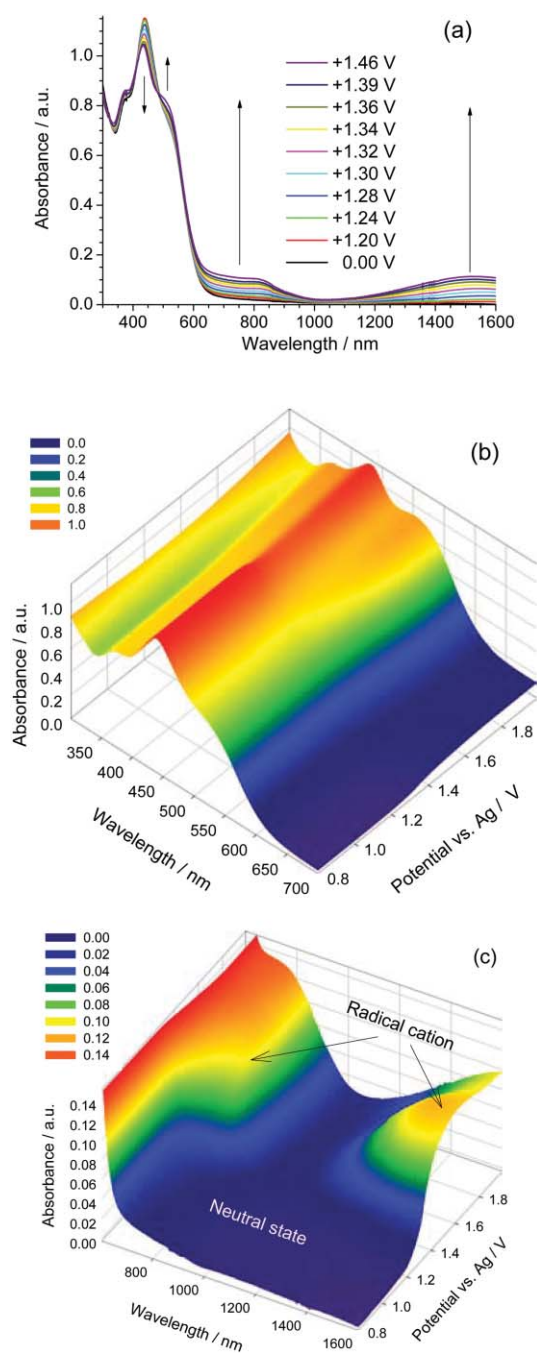 (a)
1.0
0.8
0.6
0.4
0.2
0.0
Absorbance / a.u.
+1.46 V
+1.39 V
+1.36 V
+1.34 V
+1.32 V
+1.30 V
+1.28 V
+1.24 V
+1.20 V
0.00 V
400 600 800 1000 1200 1400 1600
Wavelength / nm
(b)
0.0
0.2
0.4
0.6
0.8
1.0
1.0
0.8
0.6
0.4
0.2
0.0
Absorbance / a.u.
350
400
450
500
550
600
650
700
Wavelength / nm
0.8
1.0
1.2
1.4
1.6
1.8
Potential vs. Ag / V
(c)
0.00
0.02
0.04
0.06
0.08
0.10
0.12
0.14
Radical cation
Neutral state
0.14
0.12
0.10
0.08
0.06
0.04
0.02
0.00
Absorbance / a.u.
800
1000
1200
1400
1600
Wavelength / nm
0.8
1.0
1.2
1.4
1.6
1.8
Potential vs. Ag / V